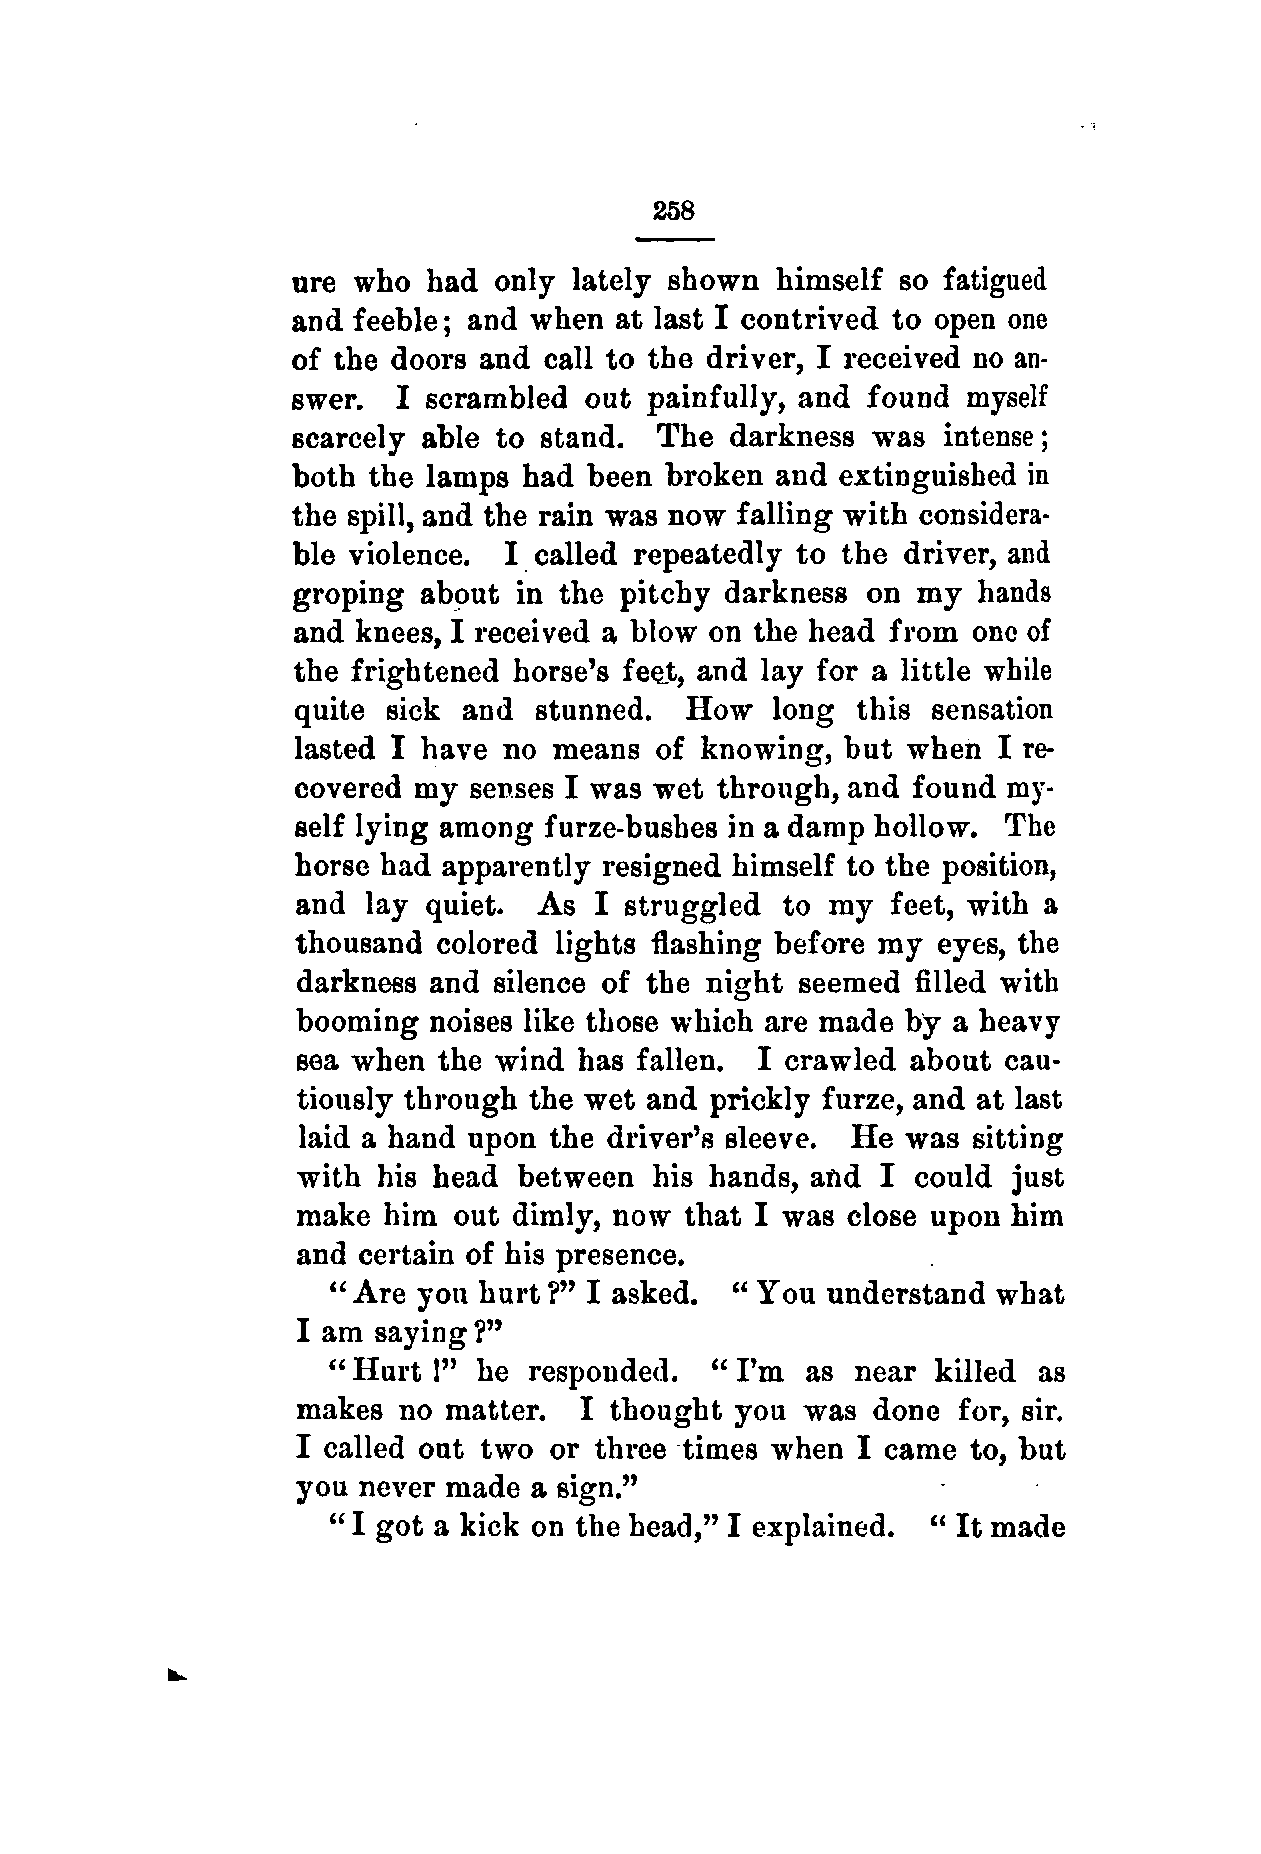 258
ure who had only lately shown himself so fatigued
and feeble; and when at last I contrived to open one
of the doors and call to the driver, I received no an-
swer. I scrambled out painfully, and found myself
scarcely able to stand. The darkness was intense;
both the lamps had been broken and extinguished in
the spill, and the rain was now falling with considera-
ble violence. I called repeatedly to the driver, and
groping about in the pitchy darkness on my hands
and knees, I received a blow on the head from one of
the frightened horse's feet, and lay for a little while
quite sick and stunned. How long this sensation
lasted I have no means of knowing, but when I re-
covered my senses I was wet through, and found my-
self lying among furze-bushes in a damp hollow. The
horse had apparently resigned himself to the position,
and lay quiet. As I struggled to my feet, with a
thousand colored lights flashing before my eyes, the
darkness and silence of the night seemed filled with
booming noises like those which are made by a heavy
sea when the wind has fallen. I crawled about cau-
tiously through the wet and prickly furze, and at last
laid a hand upon the driver's sleeve. He was sitting
with his head between his hands, and I could just
make him out dimly, now that I was close upon him
and certain of his presence.
"Are you hurt?" I asked. "You understand what
I am saying?"
"Hurt!" he responded. "I'm as near killed as
makes no matter. I thought you was done for, sir.
I called out two or three times when I came to, but
you never made a sign."
"I got a kick on the head," I explained. "It made